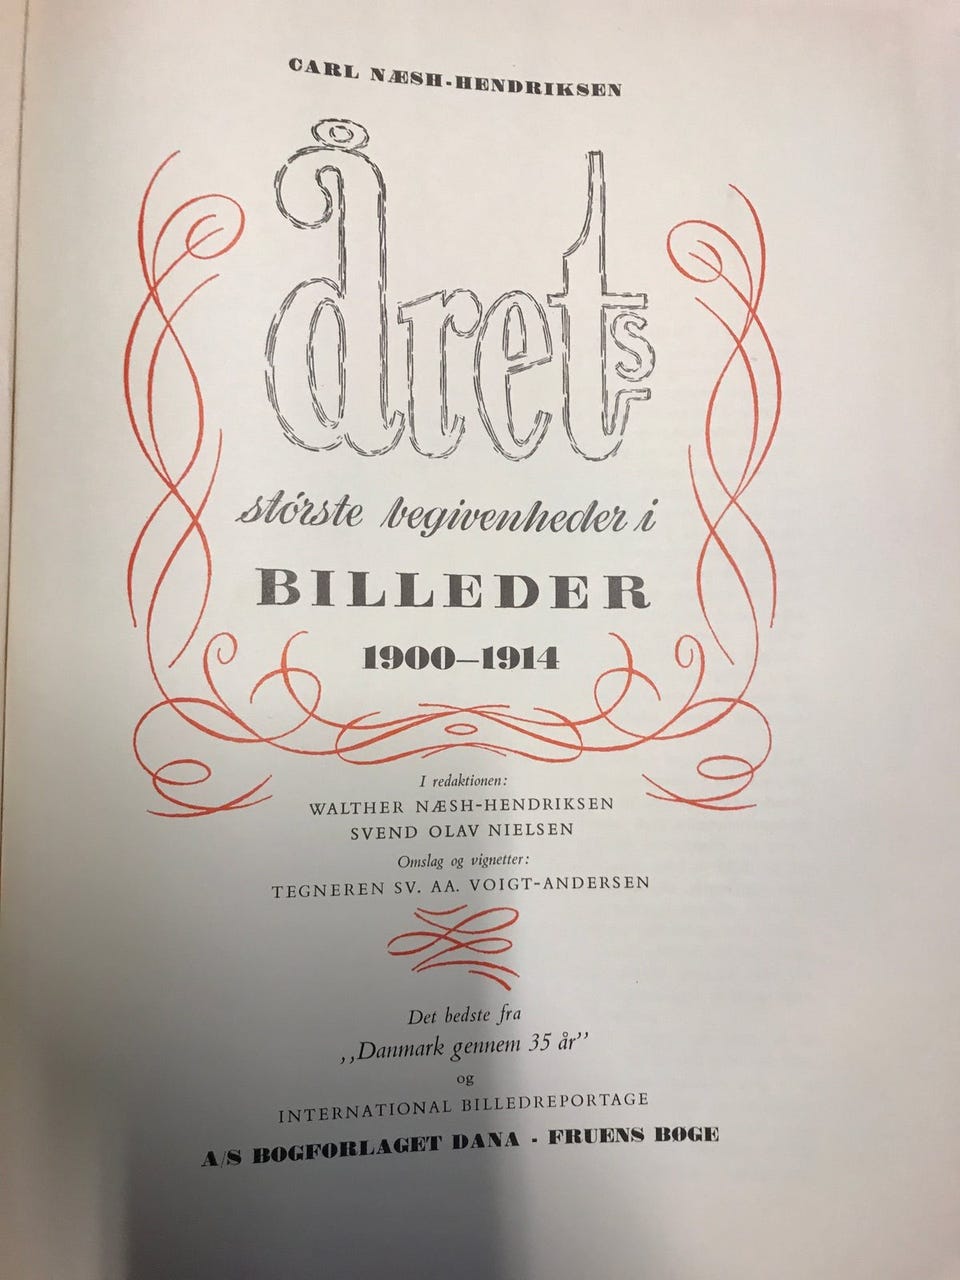 CARL NÆSH-HENDRIKSEN
årets
største begivenheder i
BILLEDER
1900–1914
I redaktionen:
WALTHER NÆSH-HENDRIKSEN
SVEND OLAV NIELSEN
Omslag og vignetter:
TEGNEREN SV. AA. VOIGT-ANDERSEN
Det bedste fra
,,Danmark gennem 35 år’’
og
INTERNATIONAL BILLEDREPORTAGE
A/S BOGFORLAGET DANA - FRUENS BØGE